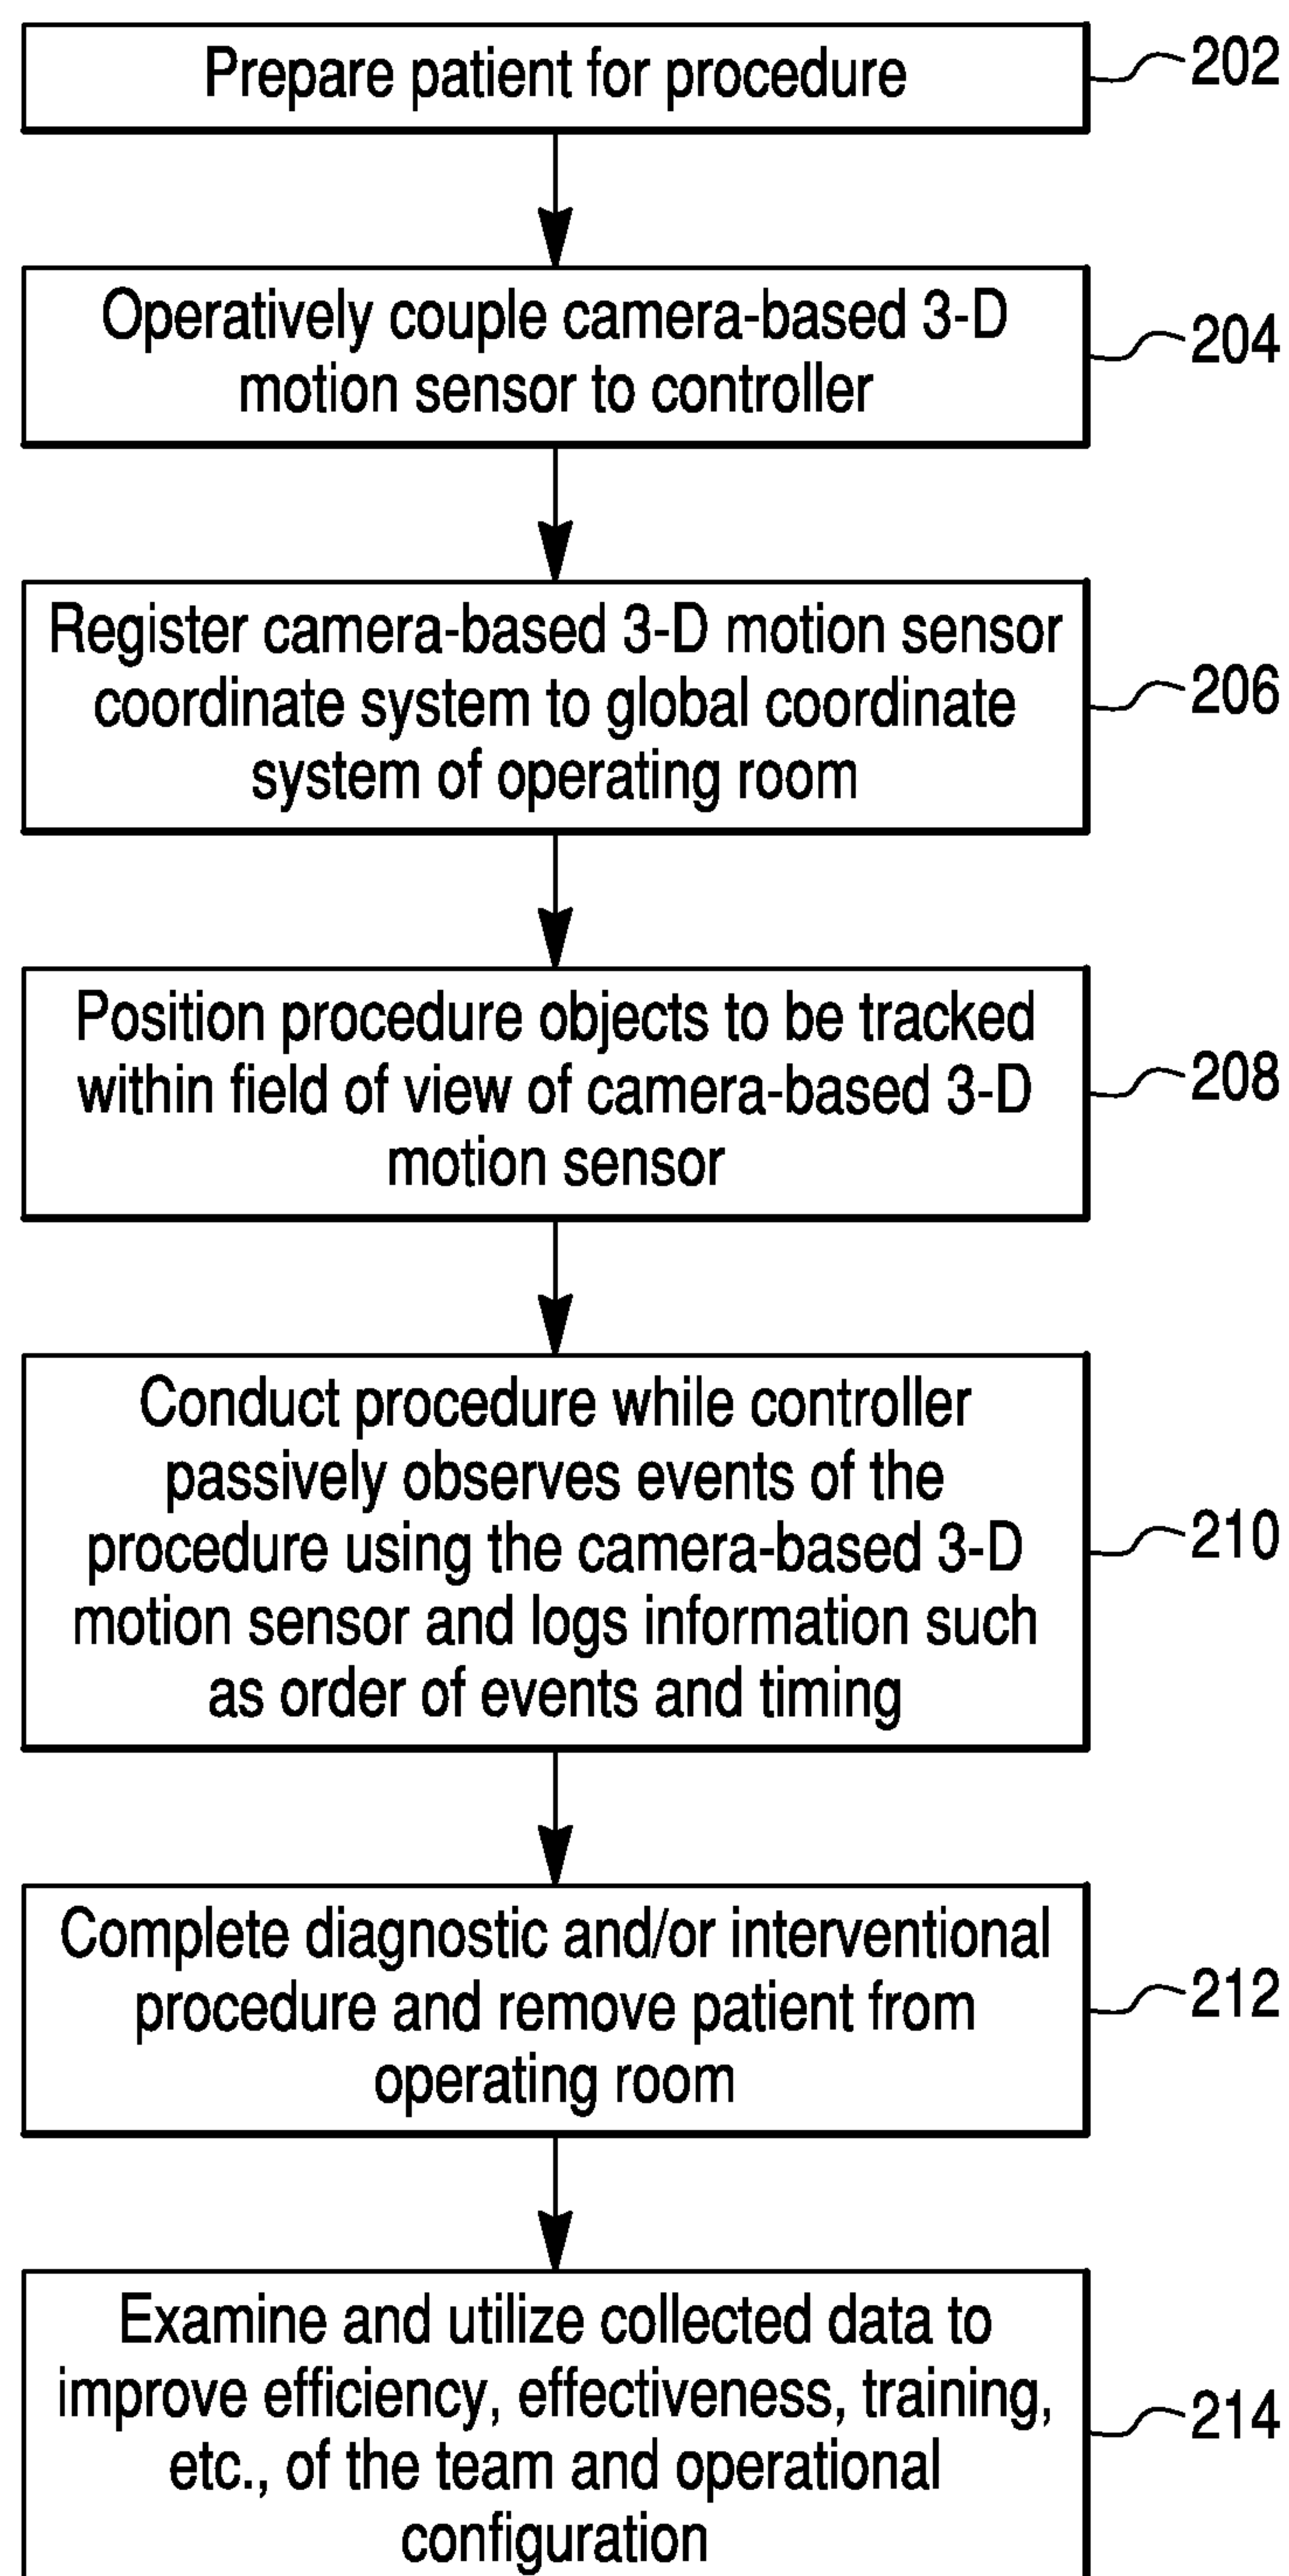 Prepare patient for procedure
202
Operatively couple camera-based 3-D
motion sensor to controller
204
Register camera-based 3-D motion sensor
coordinate system to global coordinate
system of operating room
206
Position procedure objects to be tracked
within field of view of camera-based 3-D
motion sensor
208
Conduct procedure while controller
passively observes events of the
procedure using the camera-based 3-D
motion sensor and logs information such
as order of events and timing
210
Complete diagnostic and/or interventional
procedure and remove patient from
operating room
212
Examine and utilize collected data to
improve efficiency, effectiveness, training,
etc., of the team and operational
configuration
214